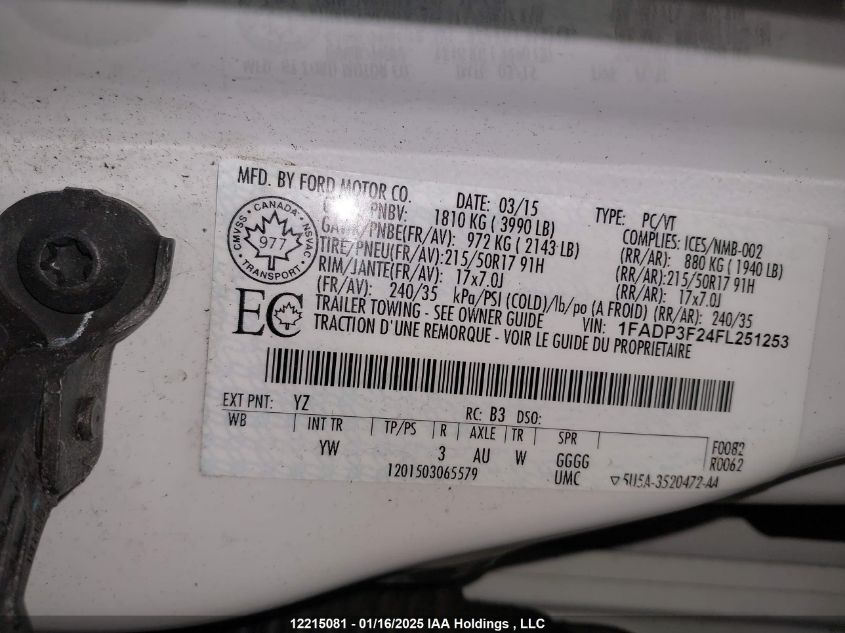 MFD. BY FORD MOTOR CO.
DATE: 03/15
TYPE: PC/VT
PNBV: 1810 KG ( 3990 LB)
COMPLIES: ICES/NMB-002
/PNBE(FR/AV): 972 KG ( 2143 LB)
(RR/AR): 880 KG ( 1940 LB)
TIRE/PNEU(FR/AV): 215/50R17 91H
(RR/AR): 215/50R17 91H
RIM/JANTE(FR/AV): 17x7.0J
(RR/AR): 17x7.0J
(FR/AV): 240/35 kPa/PSI (COLD)/lb/po (A FROID) (RR/AR): 240/35
TRAILER TOWING - SEE OWNER GUIDE
VIN: 1FADP3F24FL251253
TRACTION D'UNE REMORQUE - VOIR LE GUIDE DU PROPRIETAIRE
CMVSS · CANADA · NSVAC
977
TRANSPORT
EC
EXT PNT: YZ
RC: B3 DSO:
WB INT TR TP/PS R AXLE TR SPR
YW 3 AU W GGGG
F0082
R0062
1201503065579
UMC
▽ 5U5A-3520472-AA
12215081 - 01/16/2025 IAA Holdings , LLC